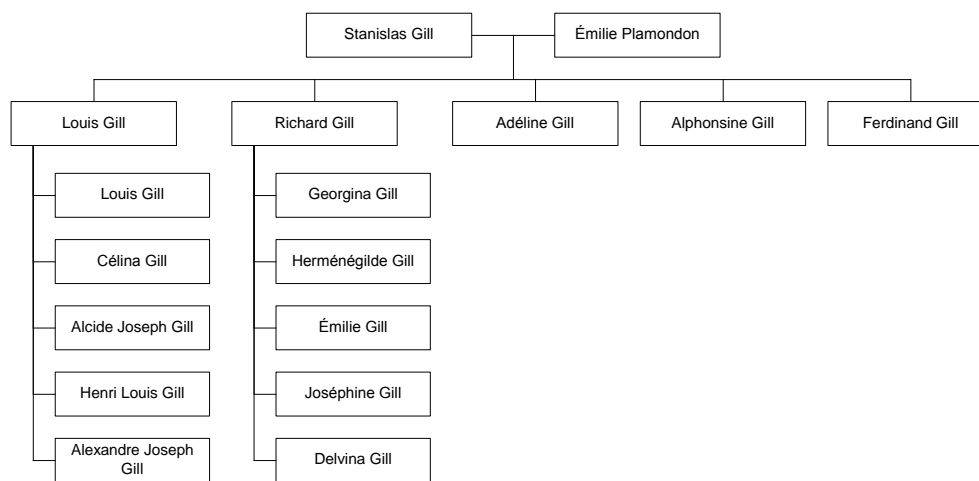 Stanislas Gill
Émilie Plamondon
Louis Gill
Richard Gill
Adéline Gill
Alphonsine Gill
Ferdinand Gill
Louis Gill
Célina Gill
Alcide Joseph Gill
Henri Louis Gill
Alexandre Joseph
Gill
Georgina Gill
Herménégilde Gill
Émilie Gill
Joséphine Gill
Delvina Gill